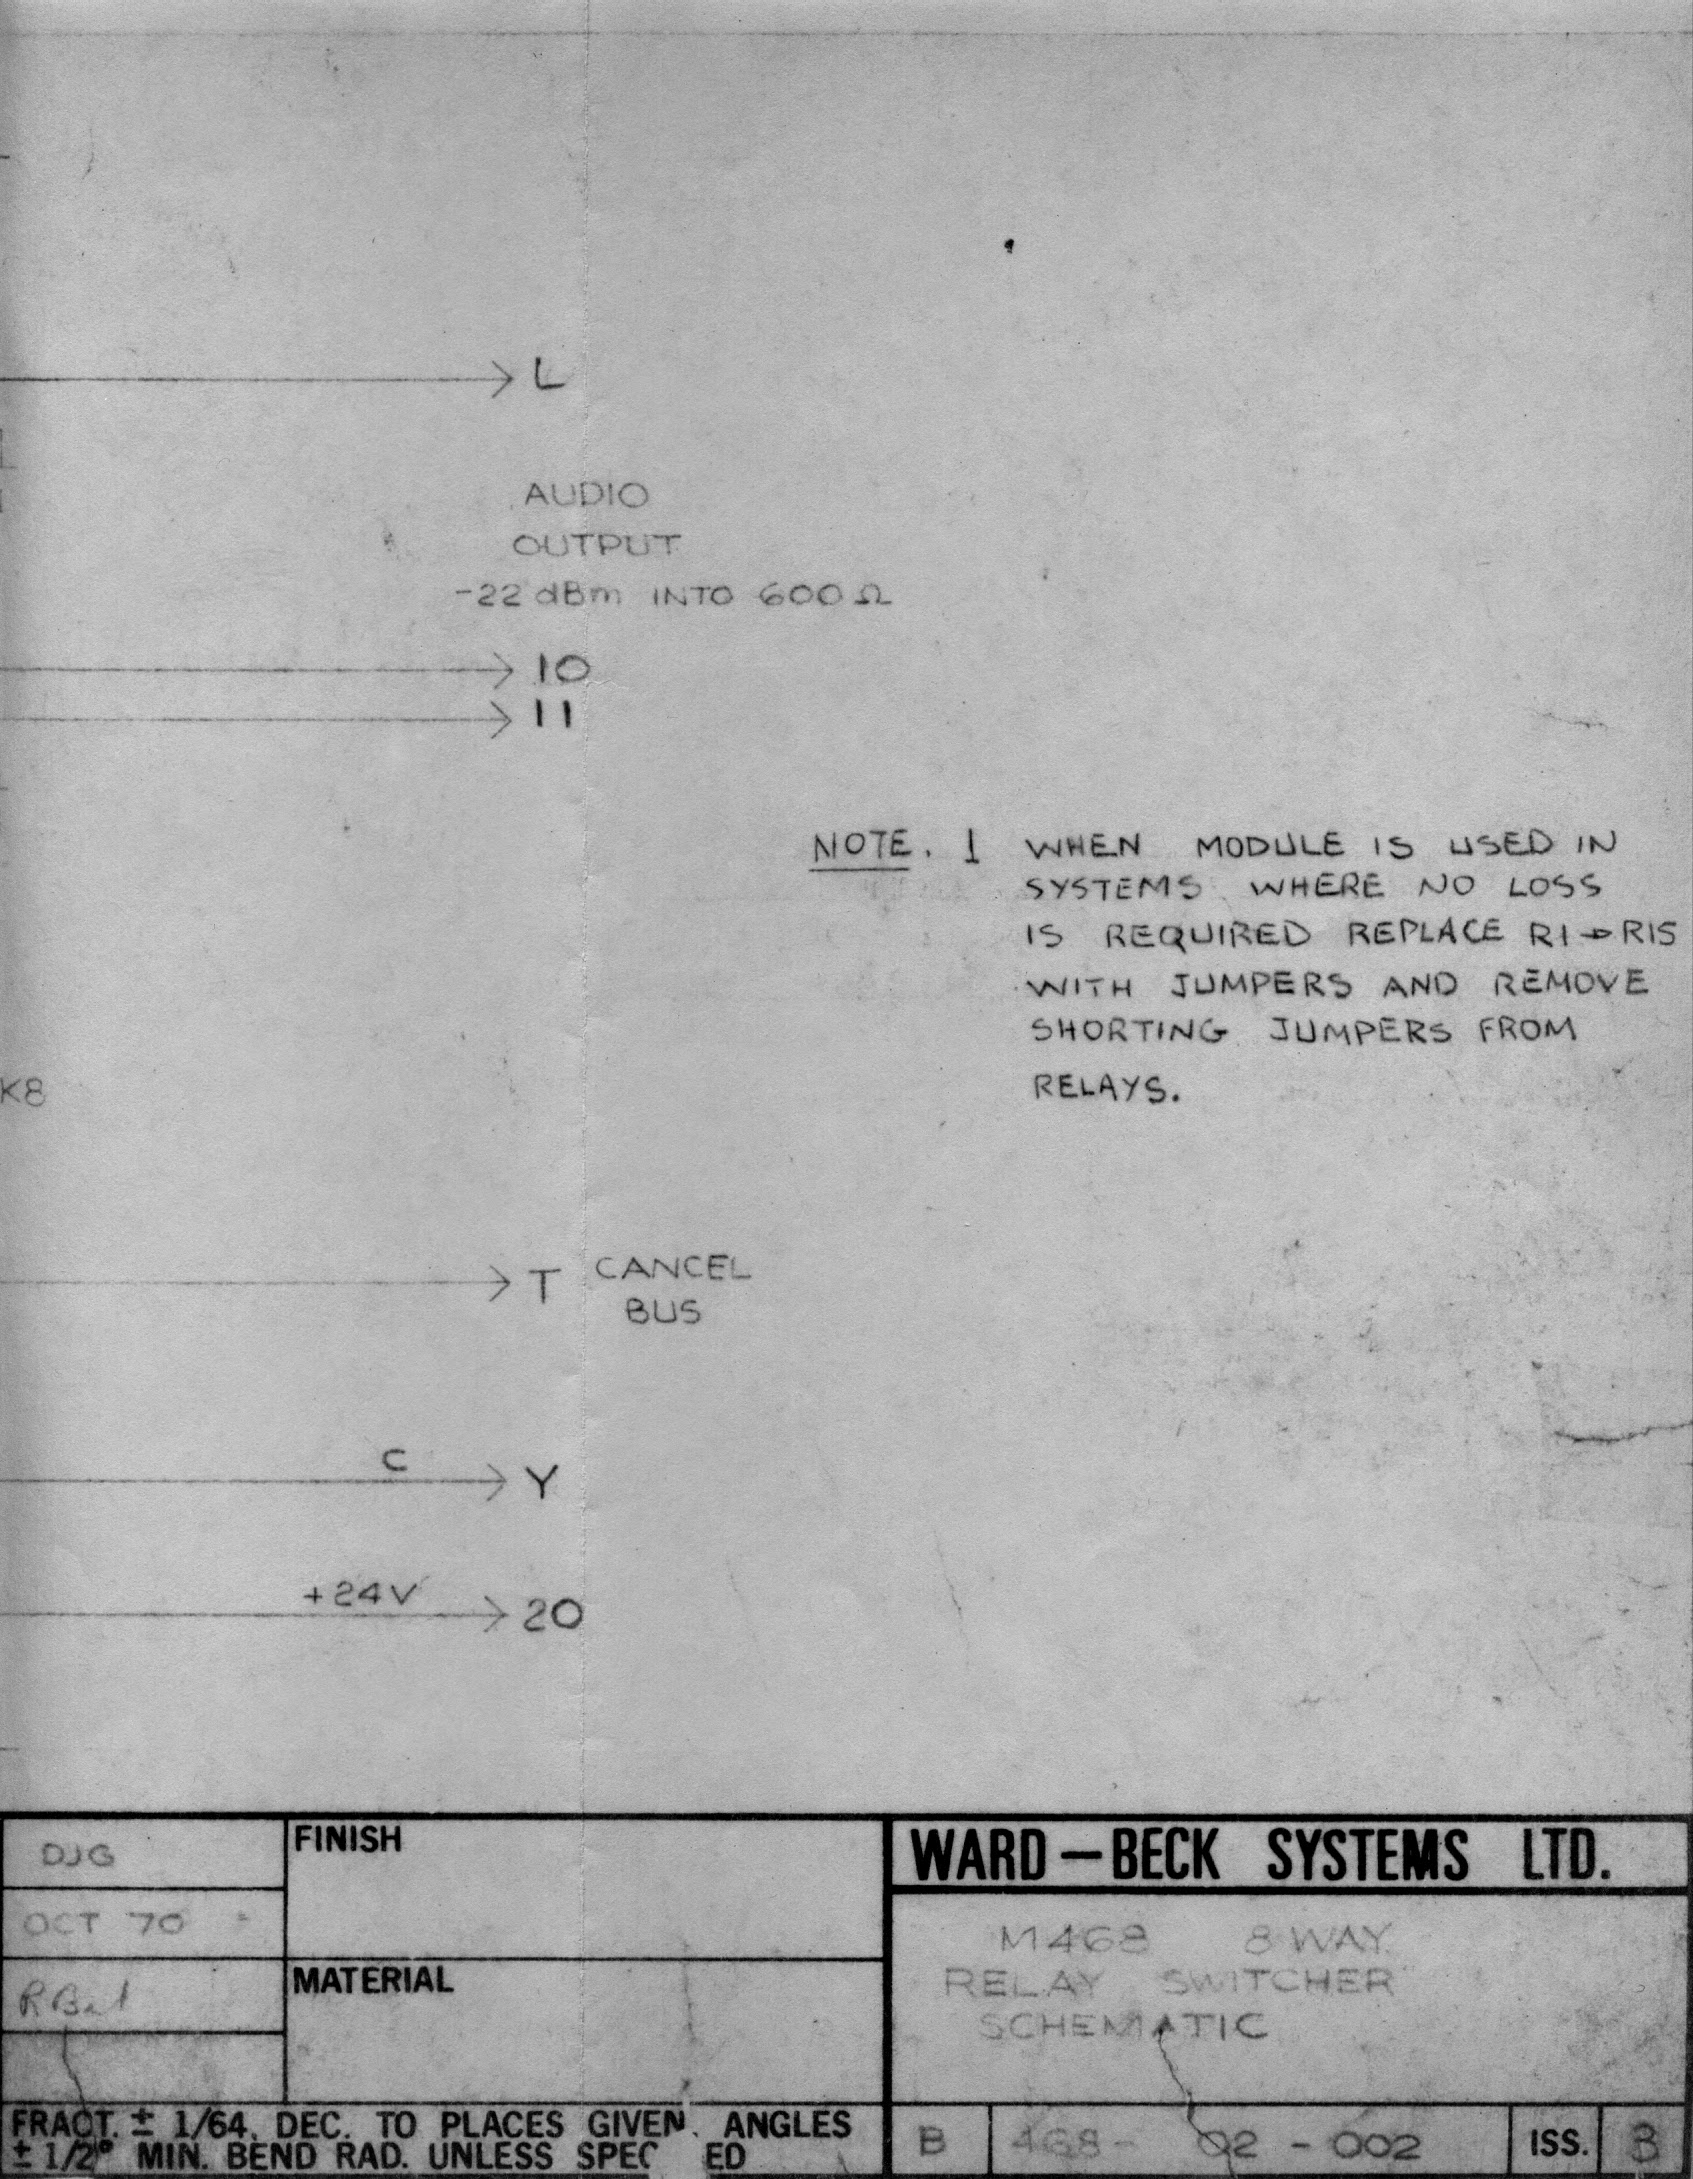 L
AUDIO
OUTPUT
-22 dBm INTO 600 Ω
10
11
NOTE. 1 WHEN MODULE IS USED IN
SYSTEMS WHERE NO LOSS
IS REQUIRED REPLACE R1→R15
WITH JUMPERS AND REMOVE
SHORTING JUMPERS FROM
RELAYS.
K8
T CANCEL
BUS
C
Y
+24V
20
DJG
OCT 70
FINISH
MATERIAL
WARD-BECK SYSTEMS LTD.
M468 8 WAY
RELAY SWITCHER
SCHEMATIC
FRACT. ± 1/64. DEC. TO PLACES GIVEN. ANGLES
± 1/2° MIN. BEND RAD. UNLESS SPEC ED
B 468- 02 - 002 ISS. 3